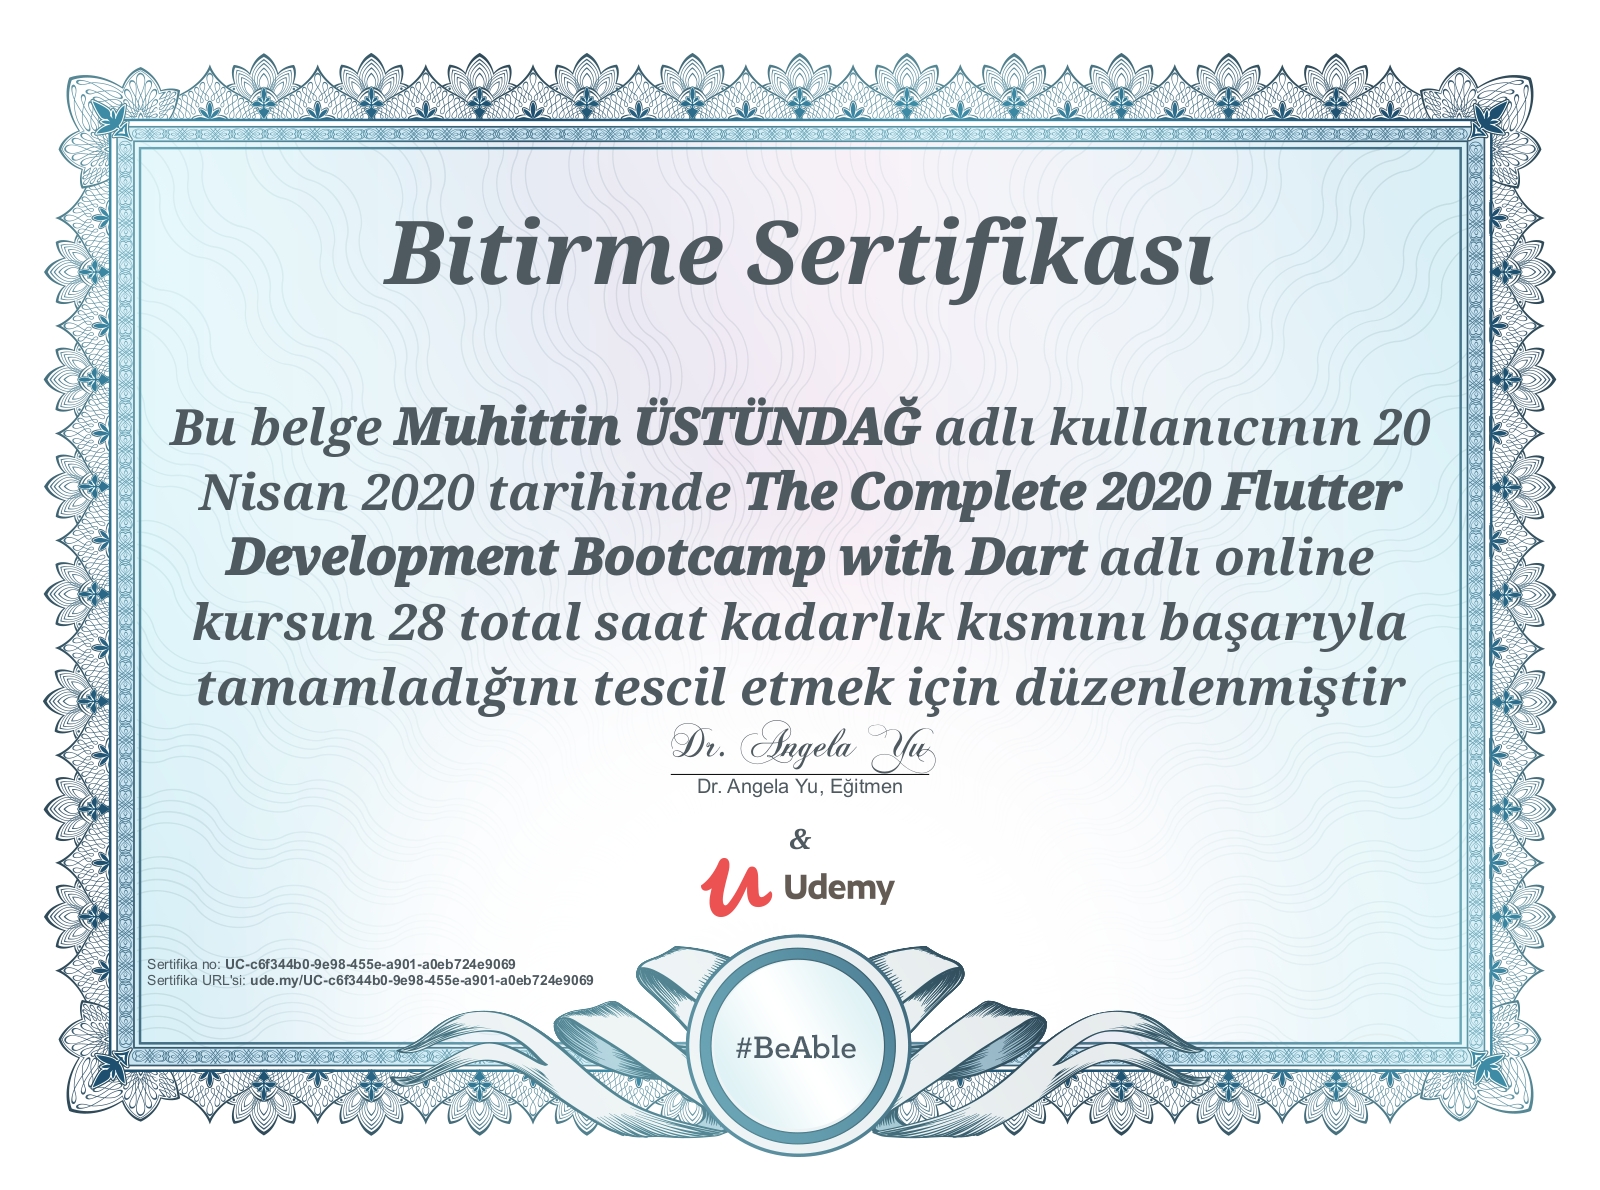 Bitirme Sertifikası
Bu belge Muhittin ÜSTÜNDAĞ adlı kullanıcının 20
Nisan 2020 tarihinde The Complete 2020 Flutter
Development Bootcamp with Dart adlı online
kursun 28 total saat kadarlık kısmını başarıyla
tamamladığını tescil etmek için düzenlenmiştir
Dr. Angela Yu
Dr. Angela Yu, Eğitmen
&
Udemy
Sertifika no: UC-c6f344b0-9e98-455e-a901-a0eb724e9069
Sertifika URL'si: ude.my/UC-c6f344b0-9e98-455e-a901-a0eb724e9069
#BeAble